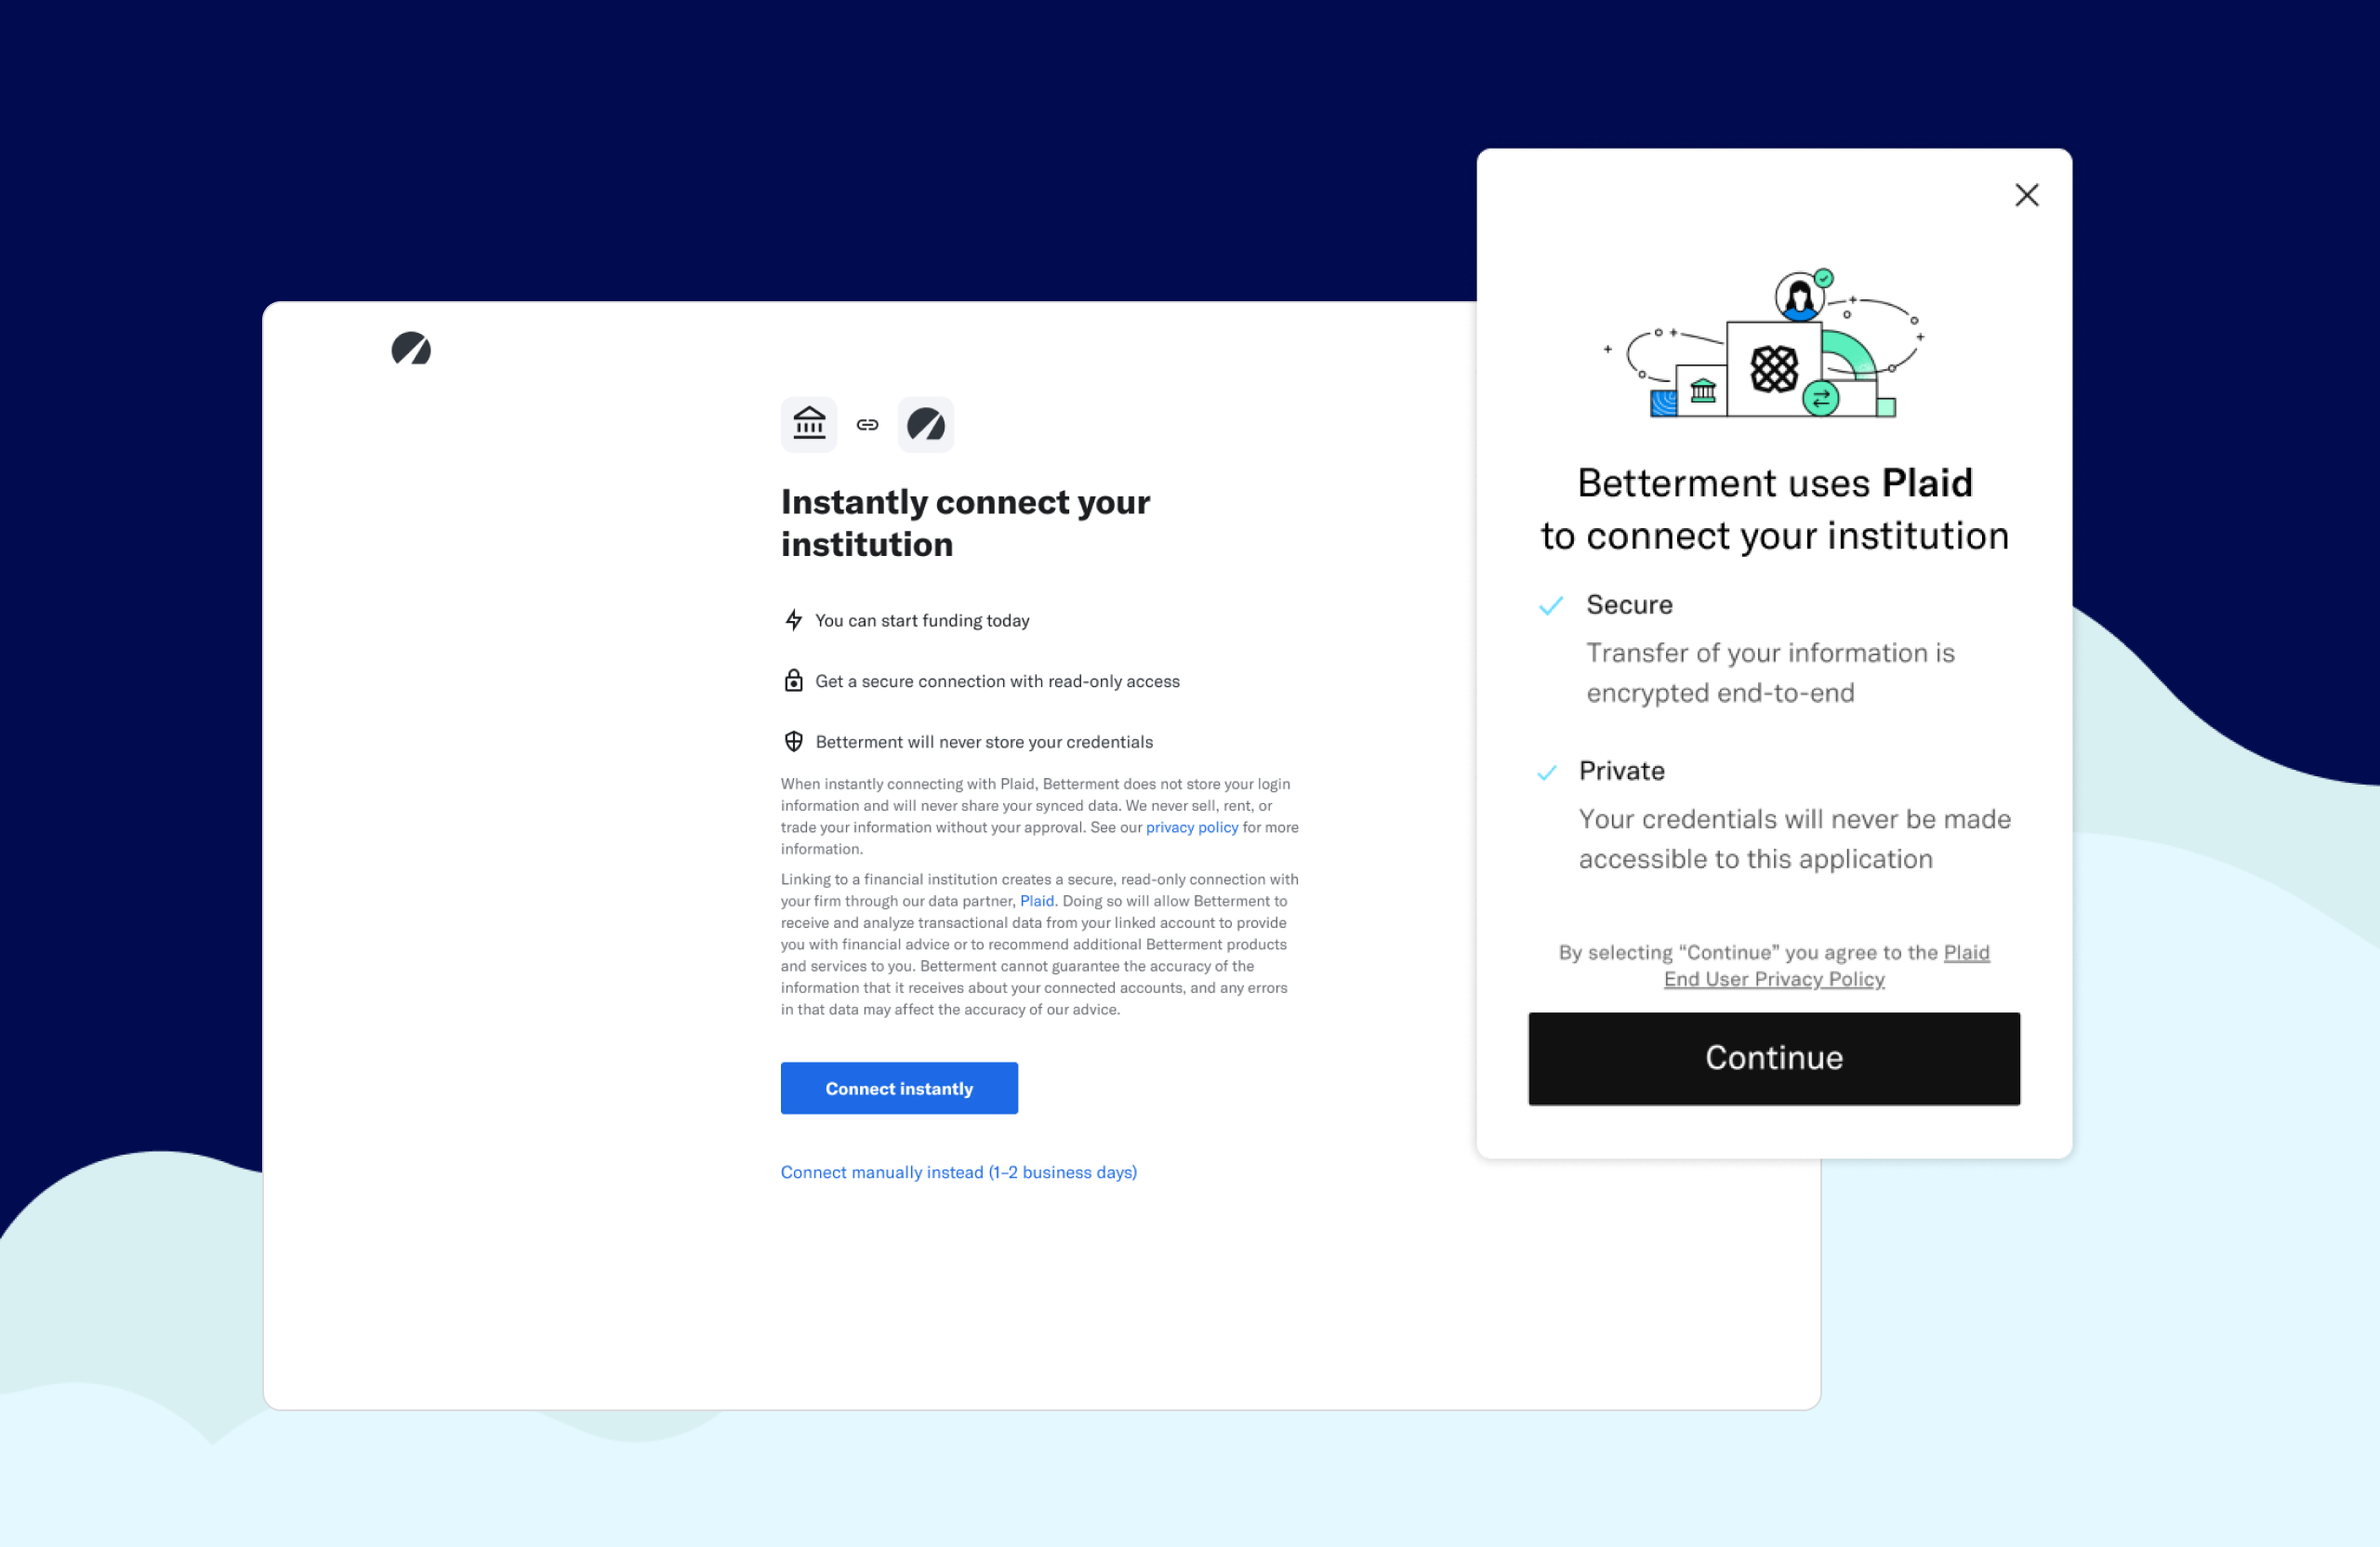 Instantly connect your
institution
You can start funding today
Get a secure connection with read-only access
Betterment will never store your credentials
When instantly connecting with Plaid, Betterment does not store your login
information and will never share your synced data. We never sell, rent, or
trade your information without your approval. See our privacy policy for more
information.
Linking to a financial institution creates a secure, read-only connection with
your firm through our data partner, Plaid. Doing so will allow Betterment to
receive and analyze transactional data from your linked account to provide
you with financial advice or to recommend additional Betterment products
and services to you. Betterment cannot guarantee the accuracy of the
information that it receives about your connected accounts, and any errors
in that data may affect the accuracy of our advice.
Connect instantly
Connect manually instead (1–2 business days)
Betterment uses Plaid
to connect your institution
Secure
Transfer of your information is
encrypted end-to-end
Private
Your credentials will never be made
accessible to this application
By selecting “Continue” you agree to the Plaid
End User Privacy Policy
Continue